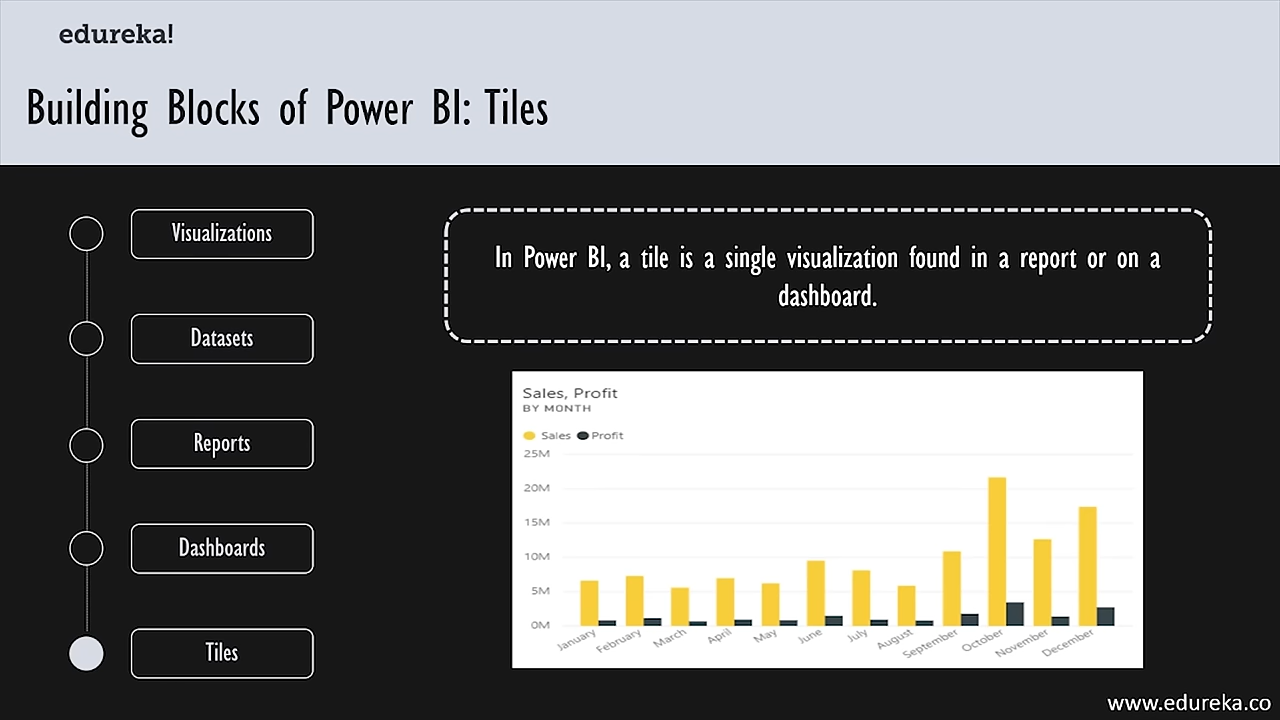 edureka!
Building Blocks of Power BI: Tiles
Visualizations
Datasets
Reports
Dashboards
Tiles
In Power BI, a tile is a single visualization found in a report or on a
dashboard.
Sales, Profit
BY MONTH
Sales Profit
25M
20M
15M
10M
5M
0M
January February March April May June July August September October November December
www.edureka.co